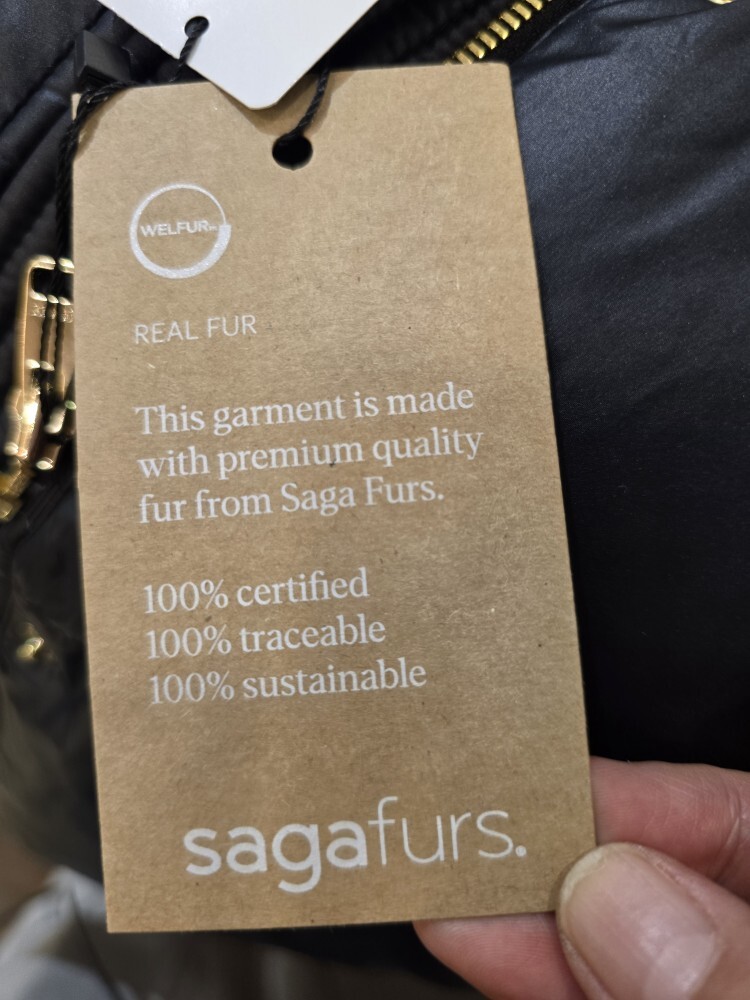 WELFUR
REAL FUR
This garment is made
with premium quality
fur from Saga Furs.
100% certified
100% traceable
100% sustainable
sagafurs.